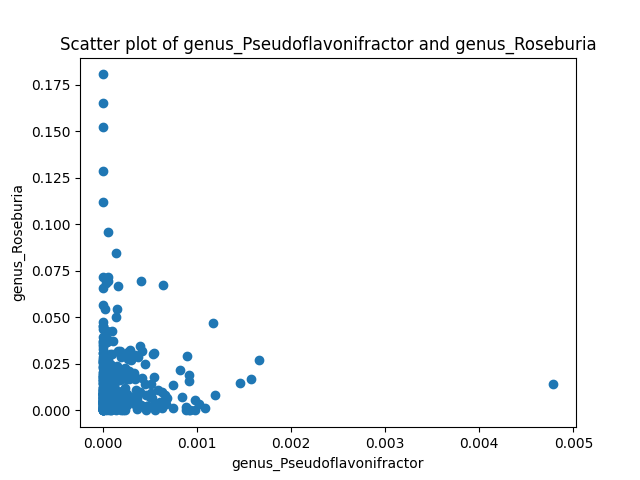 Scatter plot of genus_Pseudoflavonifractor and genus_Roseburia
0.175
0.150
0.125
0.100
0.075
0.050
0.025
0.000
genus_Roseburia
0.000 0.001 0.002 0.003 0.004 0.005
genus_Pseudoflavonifractor